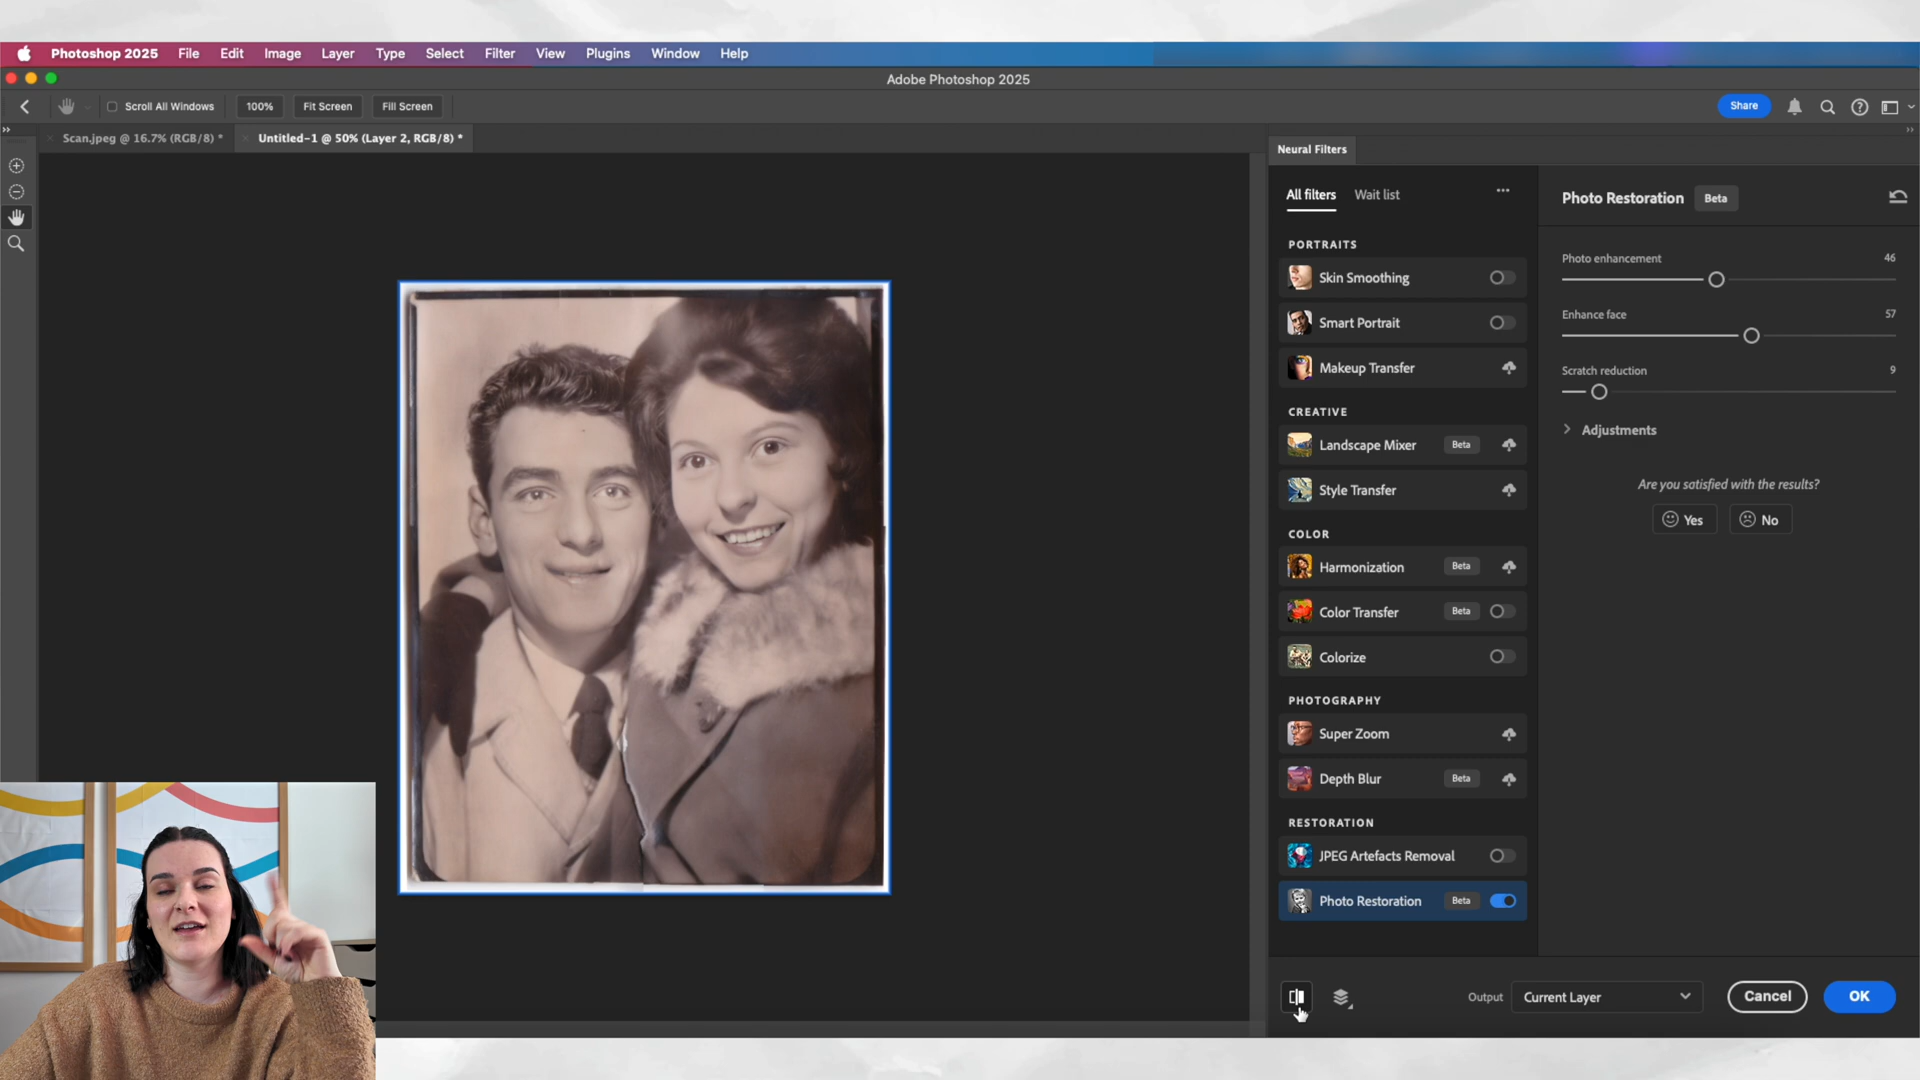 Photoshop 2025 File Edit Image Layer Type Select Filter View Plugins Window Help
Adobe Photoshop 2025
Scroll All Windows 100% Fit Screen Fill Screen Share
Scan.jpeg @ 16.7% (RGB/8) * Untitled-1 @ 50% (Layer 2, RGB/8) *
Neural Filters
All filters Wait list
PORTRAITS
Skin Smoothing
Smart Portrait
Makeup Transfer
CREATIVE
Landscape Mixer Beta
Style Transfer
COLOR
Harmonization Beta
Color Transfer Beta
Colorize
PHOTOGRAPHY
Super Zoom
Depth Blur Beta
RESTORATION
JPEG Artefacts Removal
Photo Restoration Beta
Photo Restoration Beta
Photo enhancement 46
Enhance face 57
Scratch reduction 9
Adjustments
Are you satisfied with the results?
Yes No
Output Current Layer Cancel OK